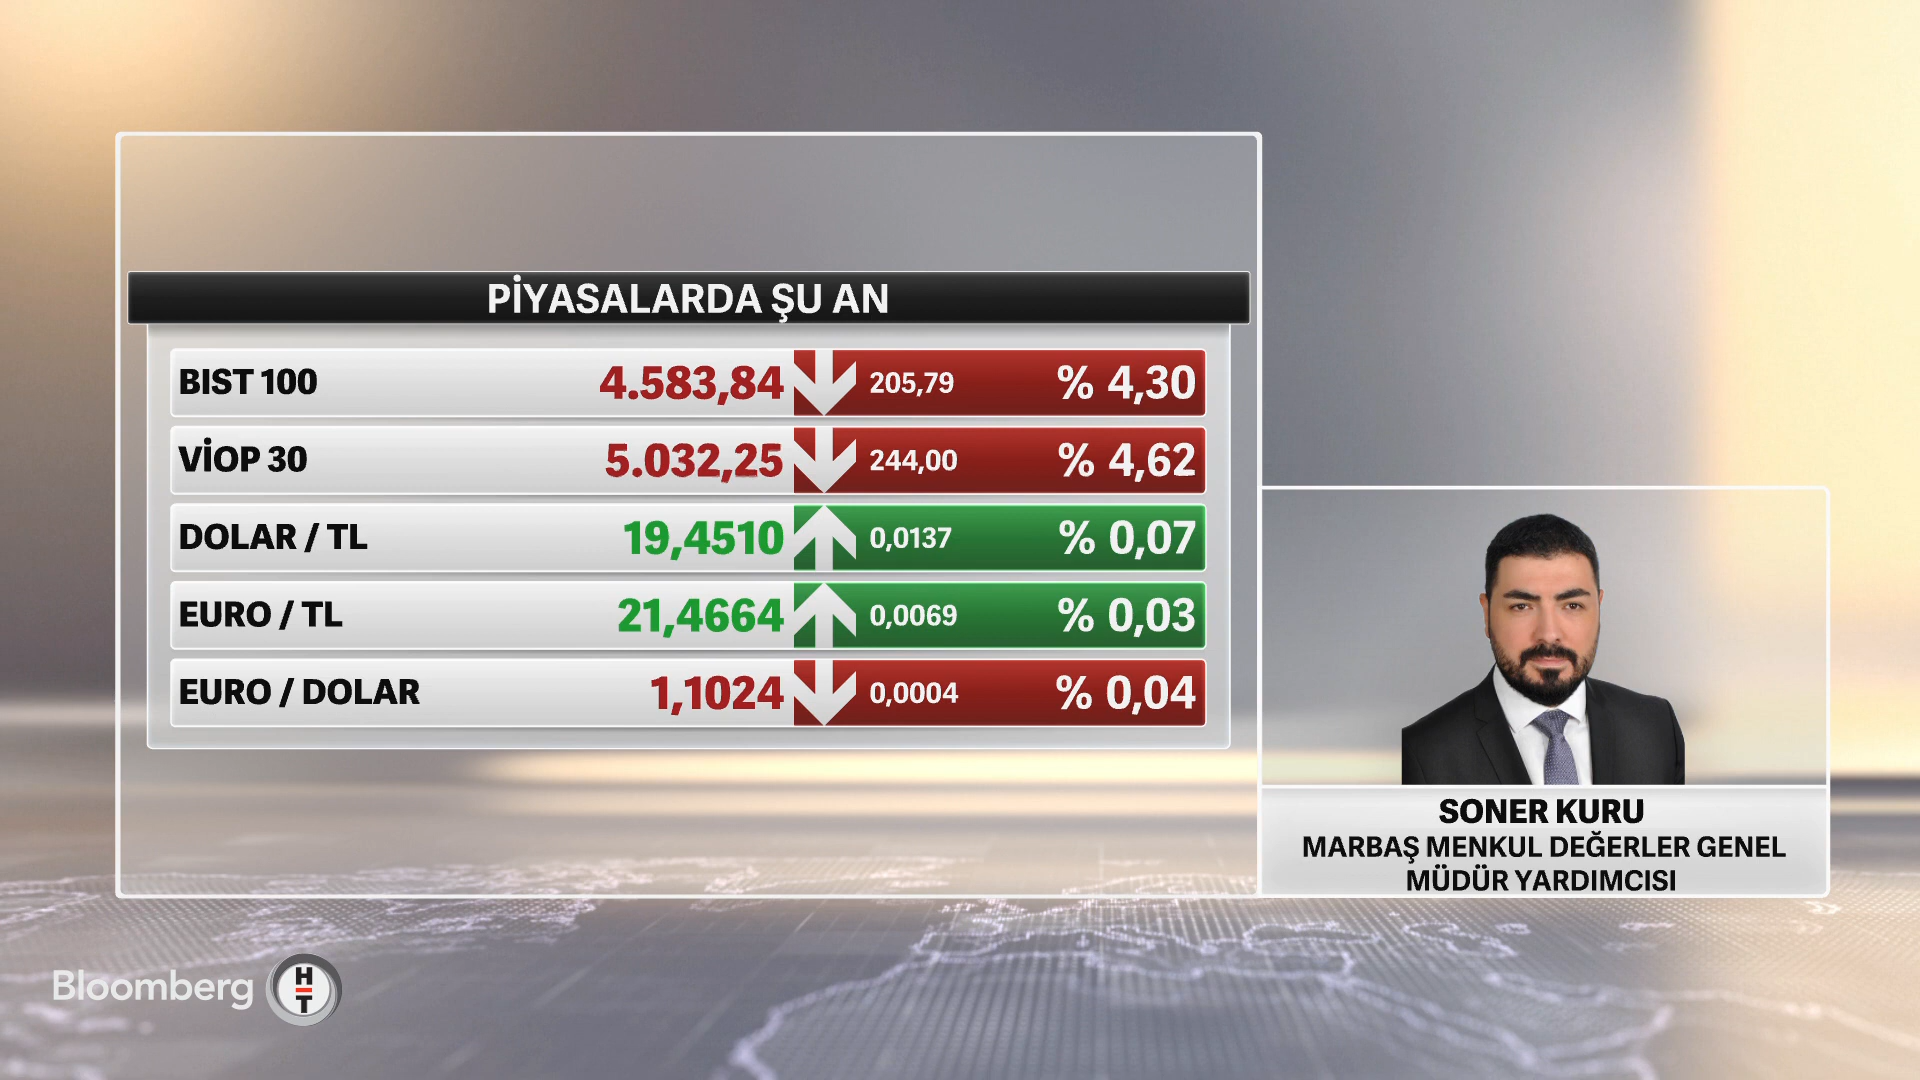 PİYASALARDA ŞU AN
BIST 100 4.583,84 205,79 % 4,30
VİOP 30 5.032,25 244,00 % 4,62
DOLAR / TL 19,4510 0,0137 % 0,07
EURO / TL 21,4664 0,0069 % 0,03
EURO / DOLAR 1,1024 0,0004 % 0,04
SONER KURU
MARBAŞ MENKUL DEĞERLER GENEL
MÜDÜR YARDIMCISI
Bloomberg HT